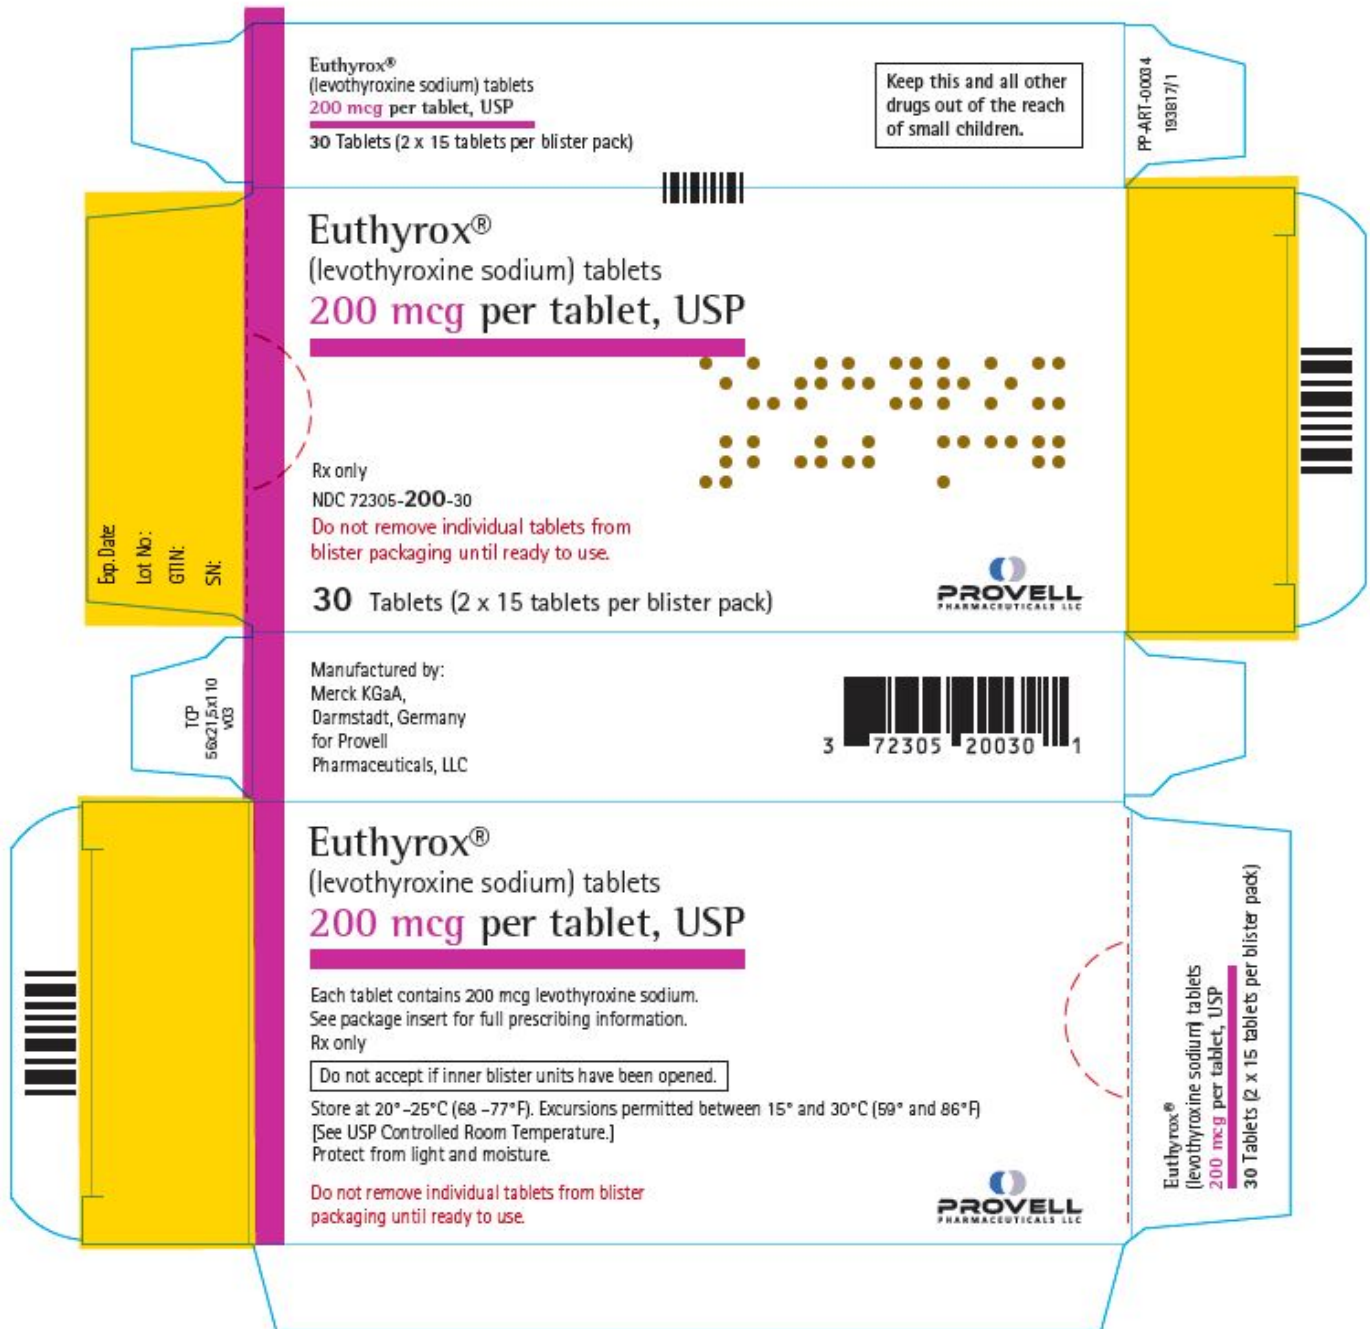 Euthyrox®
(levothyroxine sodium) tablets
200 mcg per tablet, USP
30 Tablets (2 x 15 tablets per blister pack)
Keep this and all other
drugs out of the reach
of small children.
PP-ART-00034
193817/1
Euthyrox®
(levothyroxine sodium) tablets
200 mcg per tablet, USP
⠑⠥⠞⠓⠽⠗⠕⠭
⠼⠃⠚⠚ ⠍⠉⠛
Rx only
NDC 72305-200-30
Do not remove individual tablets from
blister packaging until ready to use.
30 Tablets (2 x 15 tablets per blister pack)
PROVELL
PHARMACEUTICALS LLC
Exp. Date:
Lot No:
GTIN:
SN:
TCP
56x21,5x110
v03
Manufactured by:
Merck KGaA,
Darmstadt, Germany
for Provell
Pharmaceuticals, LLC
3 72305 20030 1
Euthyrox®
(levothyroxine sodium) tablets
200 mcg per tablet, USP
Each tablet contains 200 mcg levothyroxine sodium.
See package insert for full prescribing information.
Rx only
Do not accept if inner blister units have been opened.
Store at 20°–25°C (68 –77°F). Excursions permitted between 15° and 30°C (59° and 86°F)
[See USP Controlled Room Temperature.]
Protect from light and moisture.
Do not remove individual tablets from blister
packaging until ready to use.
PROVELL
PHARMACEUTICALS LLC
Euthyrox®
(levothyroxine sodium) tablets
200 mcg per tablet, USP
30 Tablets (2 x 15 tablets per blister pack)